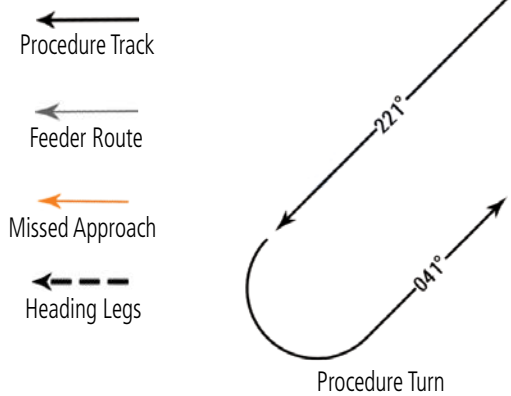 Procedure Track
Feeder Route
Missed Approach
Heading Legs
221°
041°
Procedure Turn